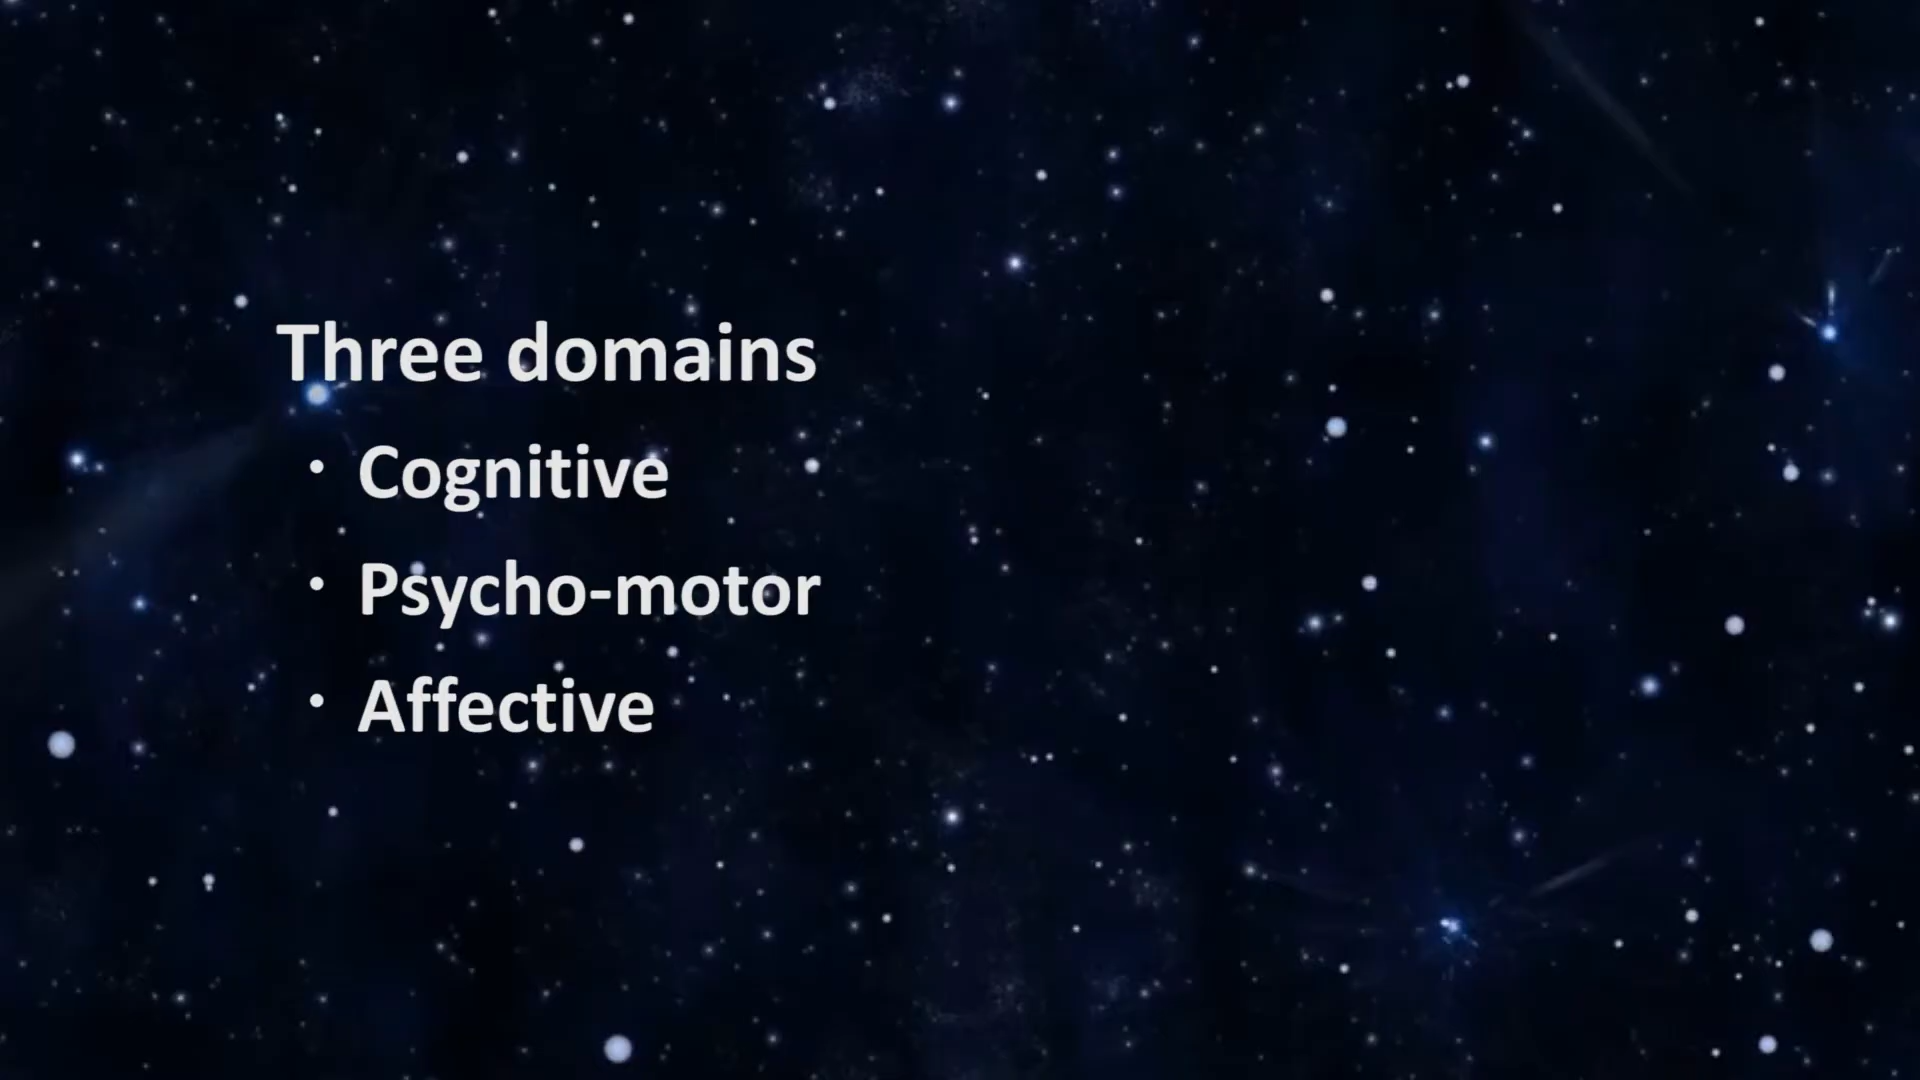 Three domains
• Cognitive
• Psycho-motor
• Affective